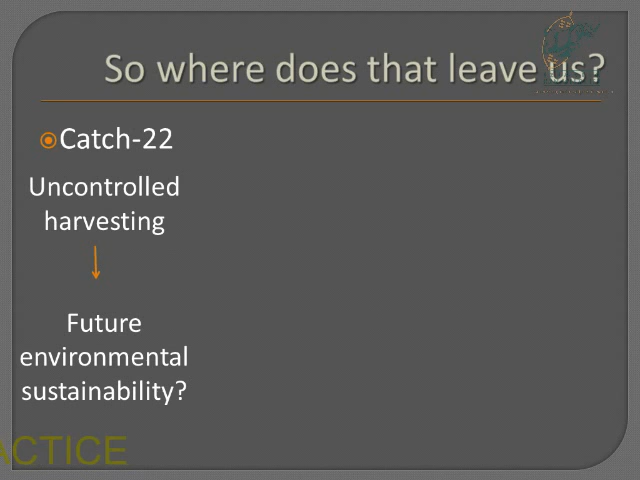 So where does that leave us?
Catch-22
Uncontrolled
harvesting
Future
environmental
sustainability?
ACTICE